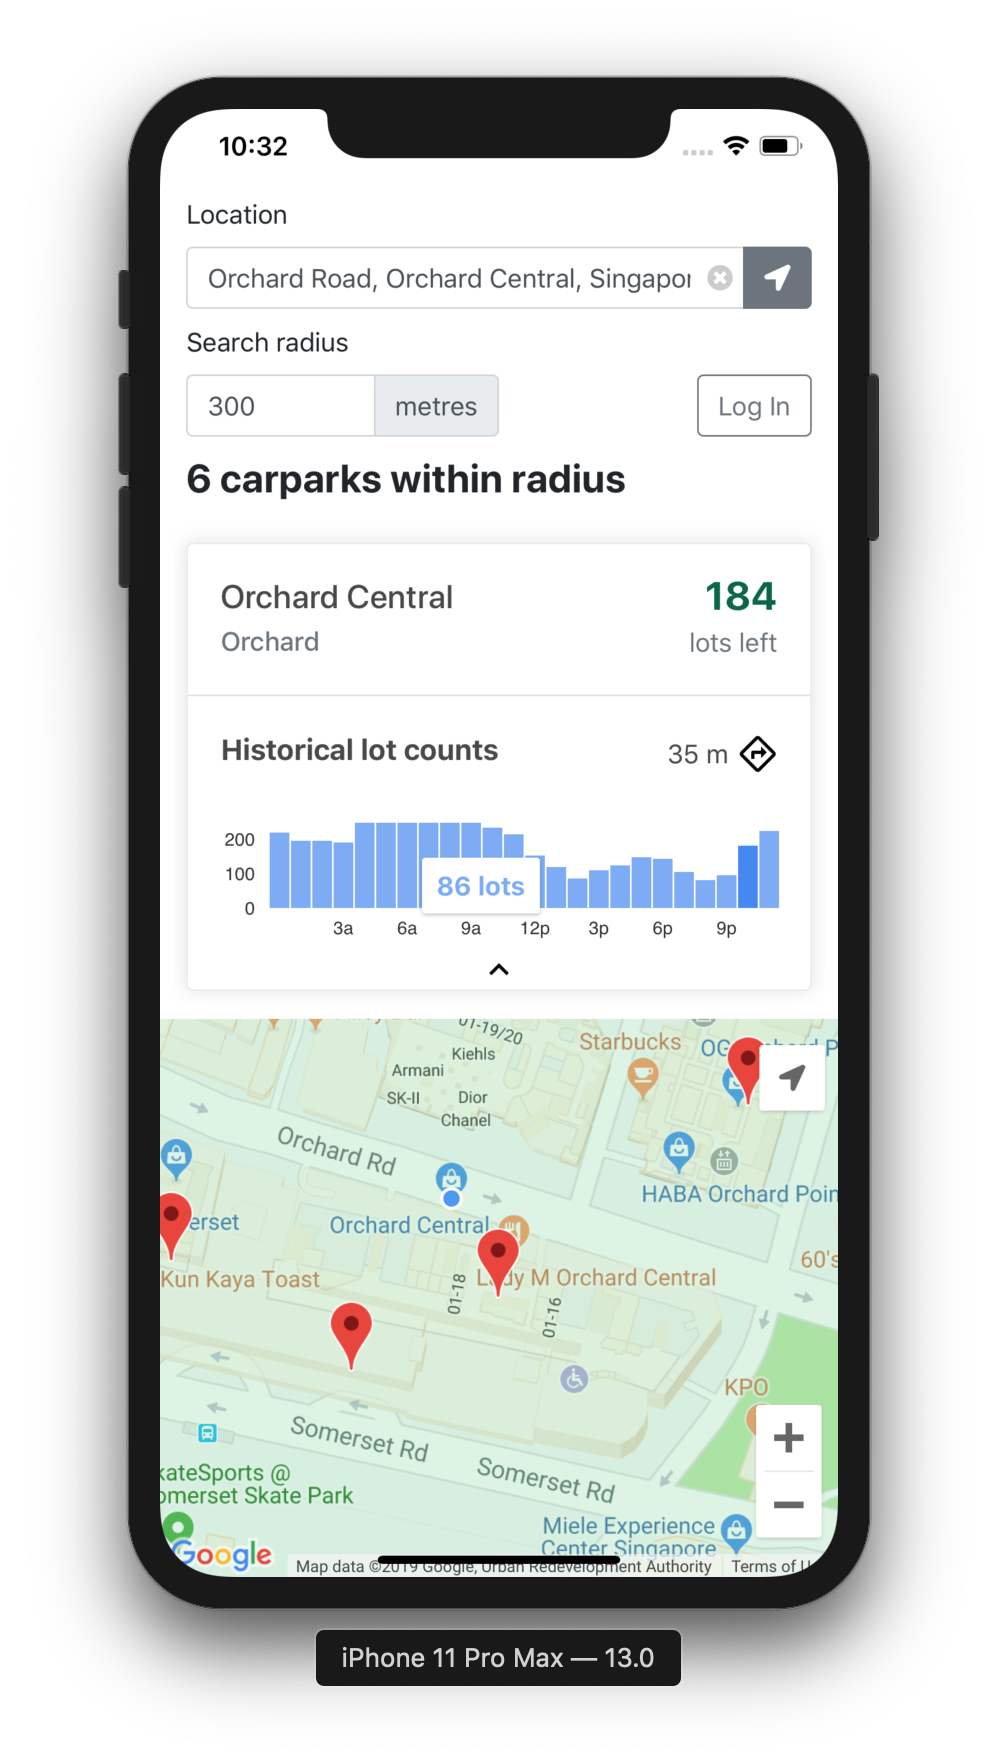 10:32
Location
Orchard Road, Orchard Central, Singapor
Search radius
300 metres
Log In
6 carparks within radius
Orchard Central
184
Orchard
lots left
Historical lot counts
35 m
200
100
0
86 lots
3a 6a 9a 12p 3p 6p 9p
01-19/20
Starbucks
Kiehls
Armani
SK-II
Dior
Chanel
Orchard Rd
HABA Orchard Poin
Orchard Central
erset
60's
Kun Kaya Toast
Lady M Orchard Central
01-18
01-16
KPO
Somerset Rd
Somerset Rd
kateSports @
omerset Skate Park
Miele Experience
Center Singapore
Google
Map data ©2019 Google, Urban Redevelopment Authority
Terms of U
iPhone 11 Pro Max — 13.0